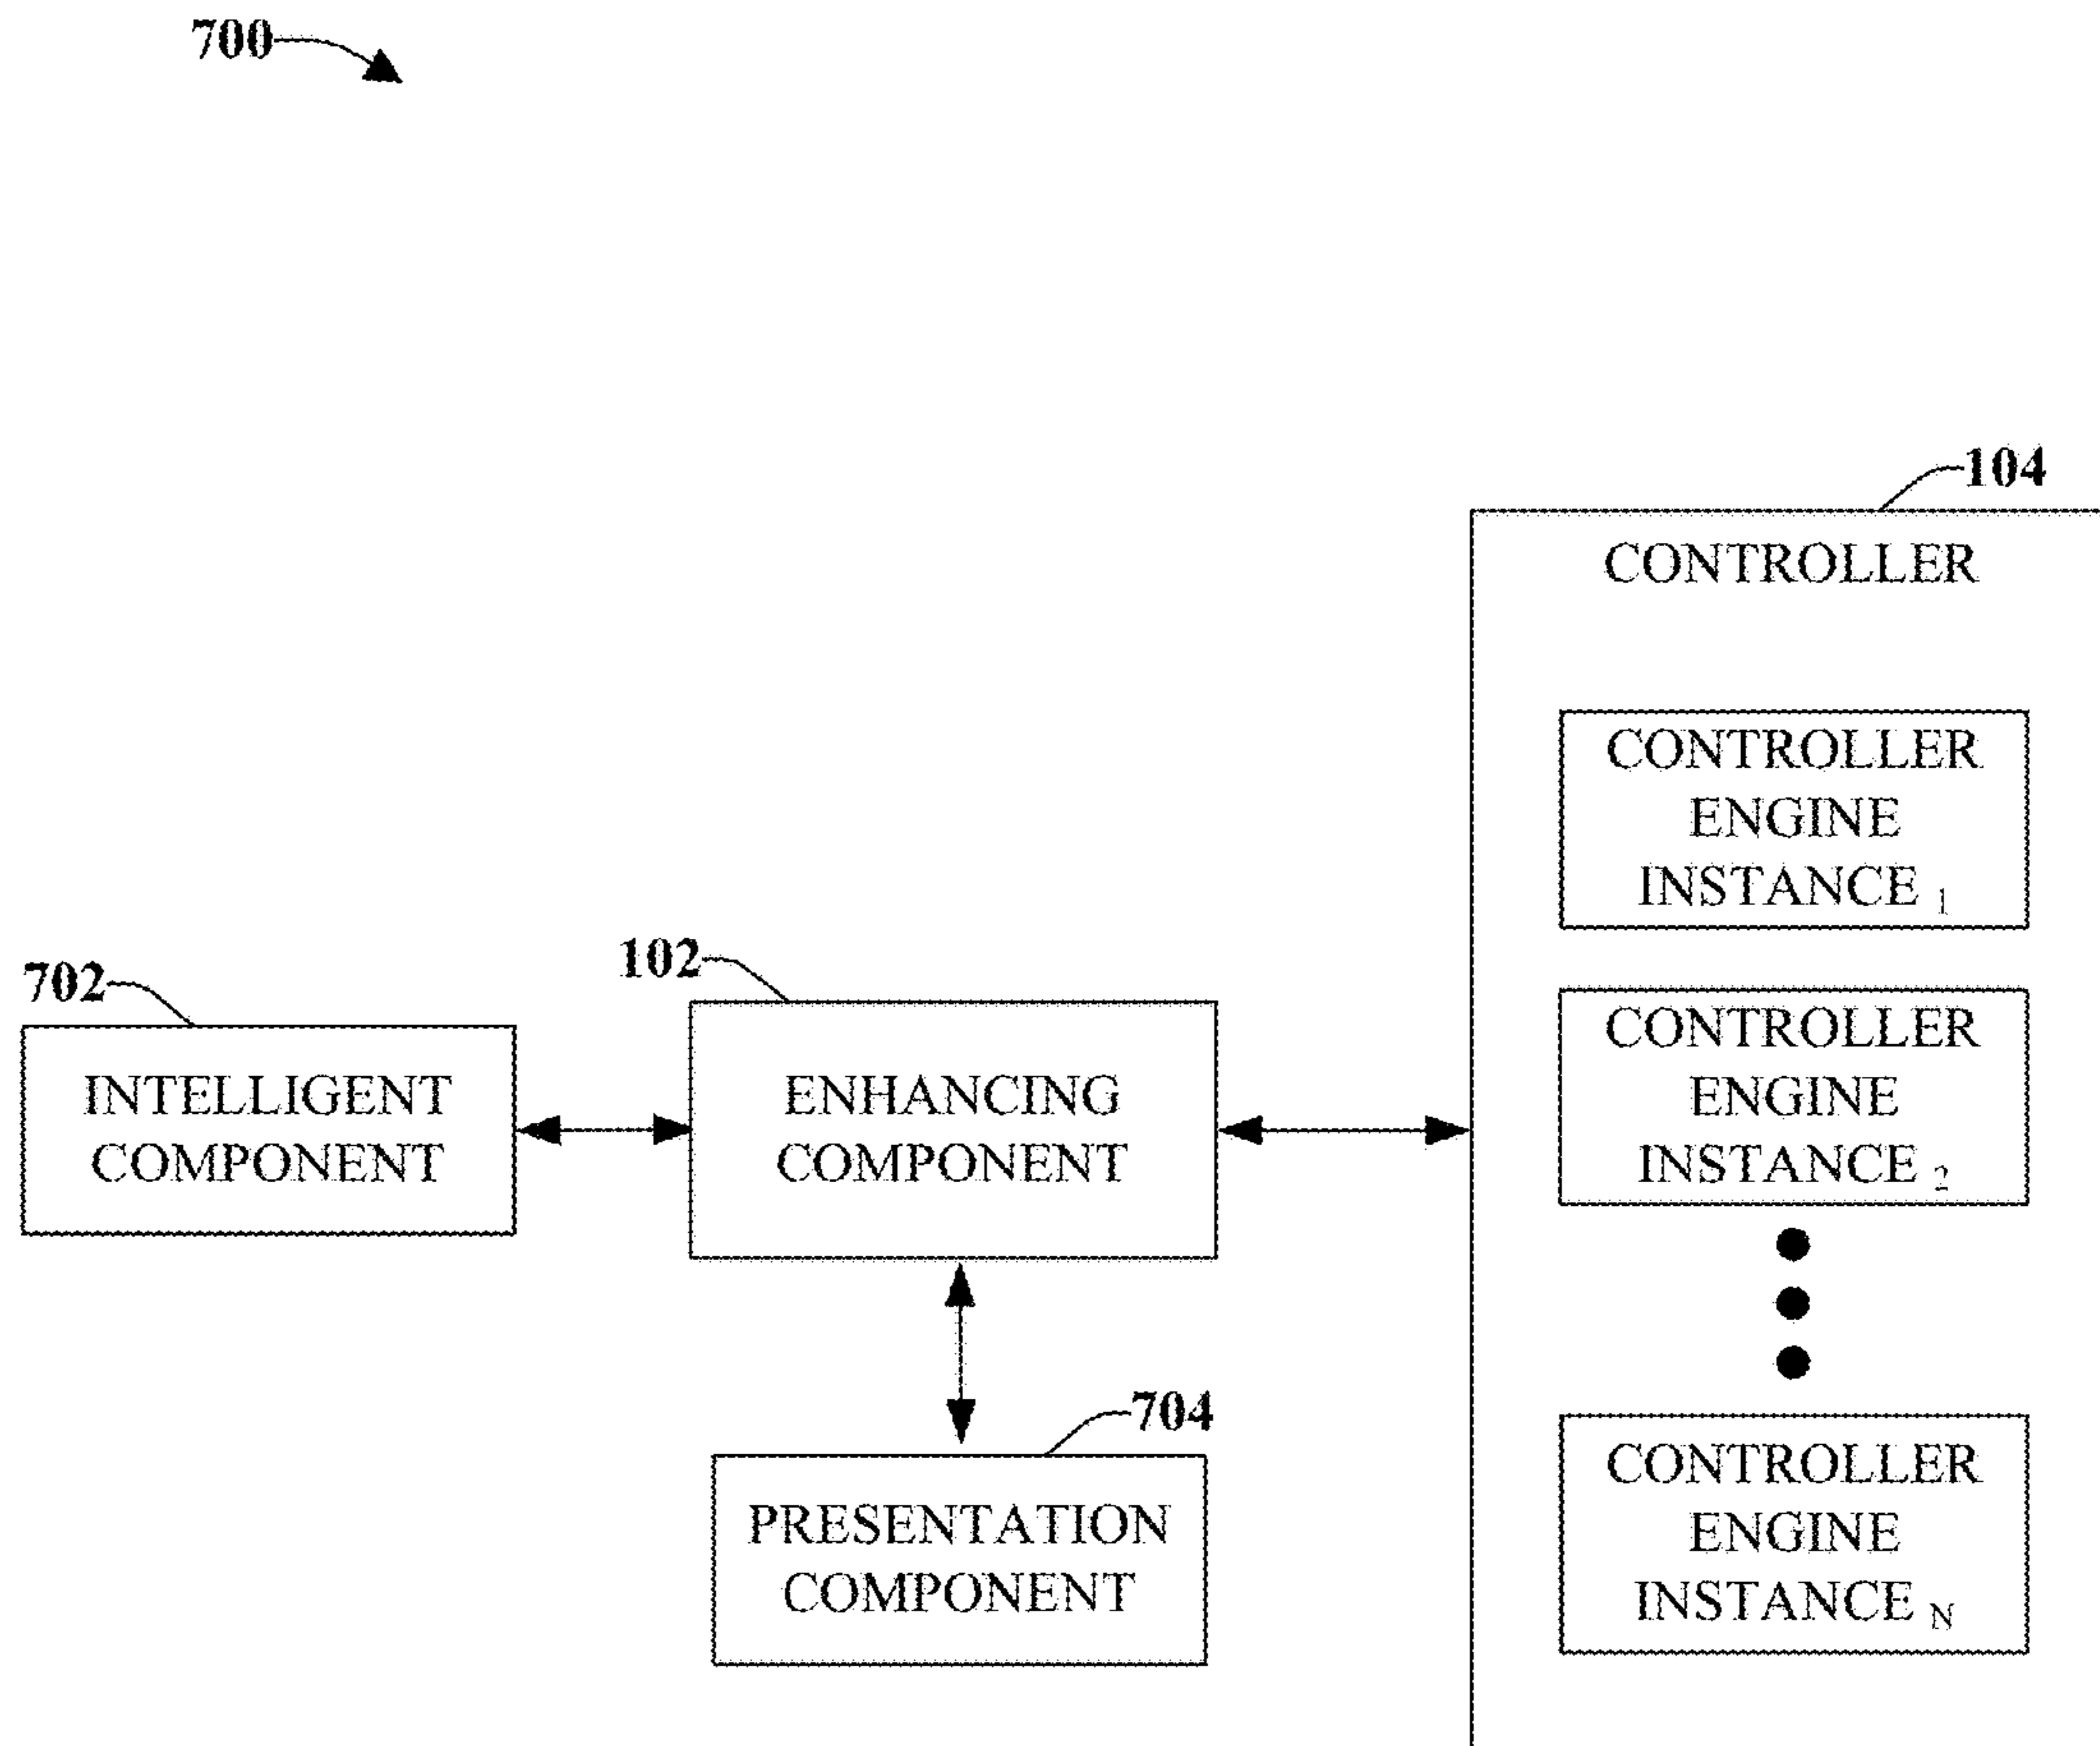 700
104
CONTROLLER
CONTROLLER
ENGINE
INSTANCE 1
102
702
CONTROLLER
ENGINE
INSTANCE 2
INTELLIGENT
COMPONENT
ENHANCING
COMPONENT
704
PRESENTATION
COMPONENT
CONTROLLER
ENGINE
INSTANCE N